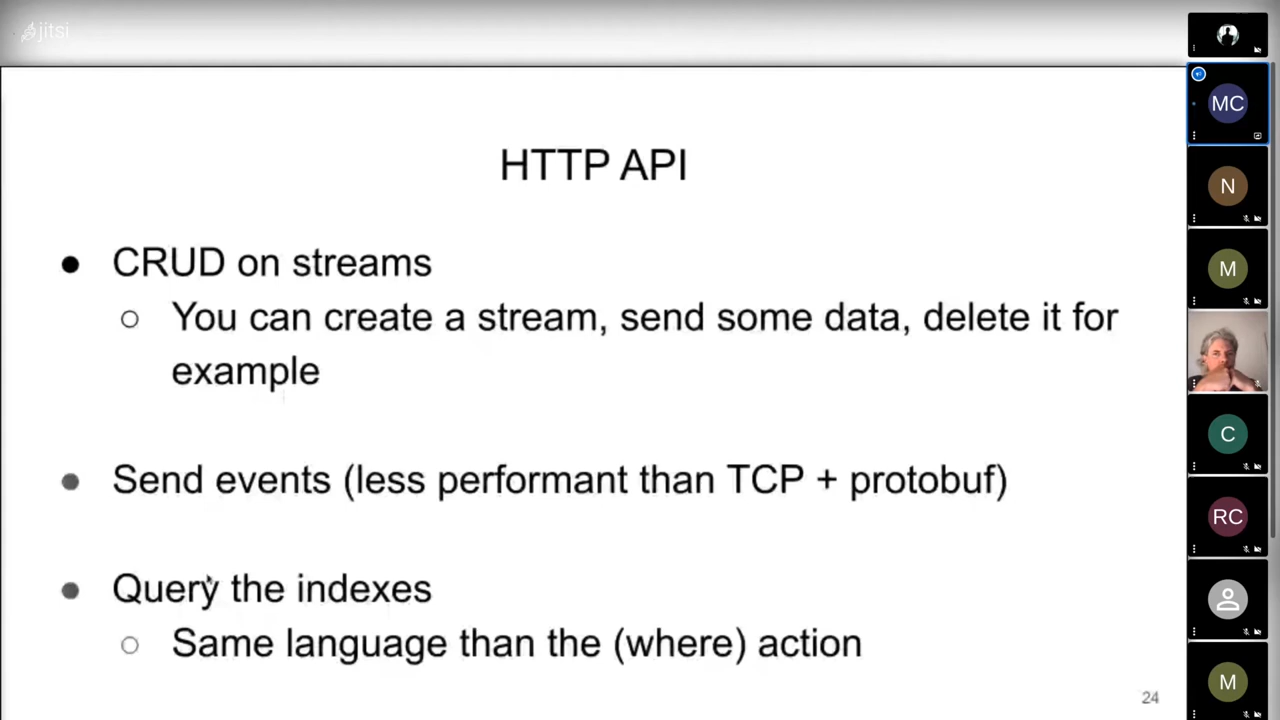 jitsi
HTTP API
CRUD on streams
You can create a stream, send some data, delete it for
example
Send events (less performant than TCP + protobuf)
Query the indexes
Same language than the (where) action
24
MC
N
M
C
RC
M